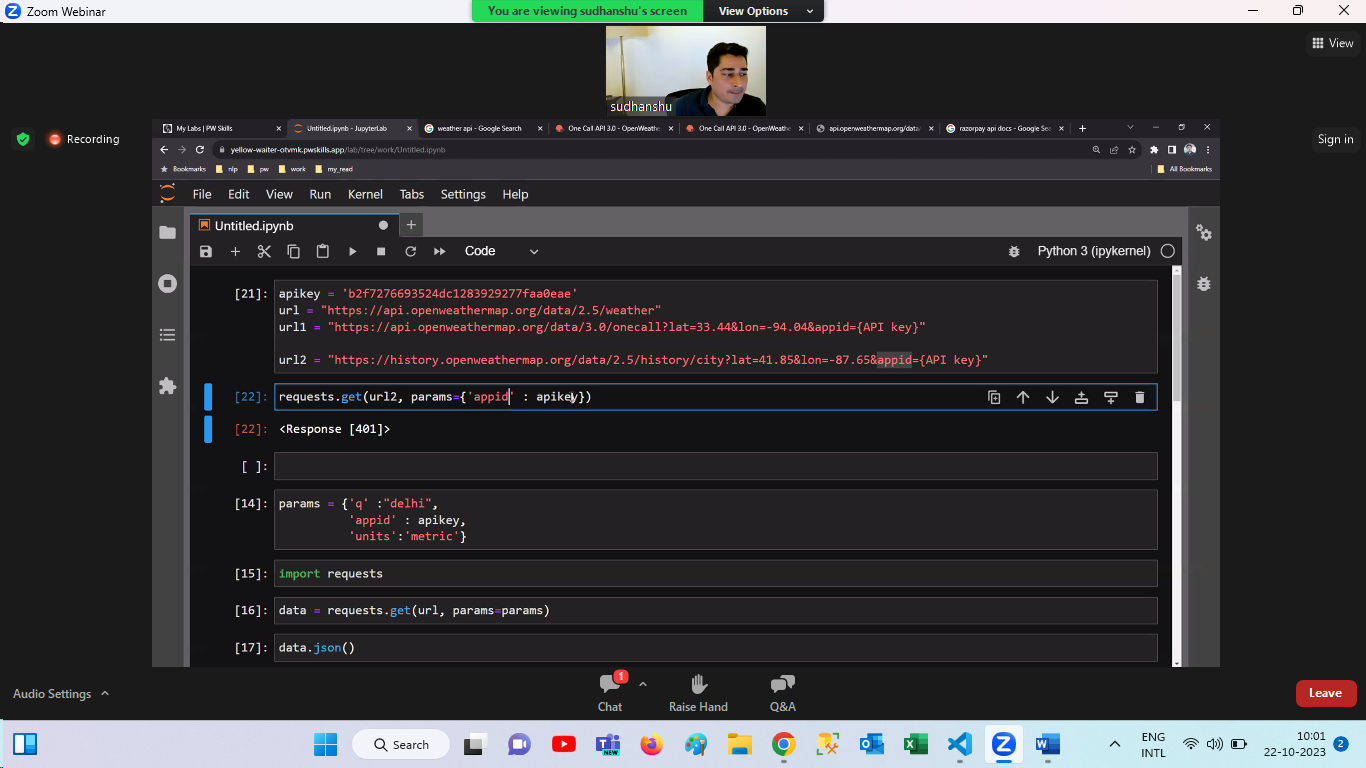 Zoom Webinar
You are viewing sudhanshu's screen
View Options
View
sudhanshu
Recording
Sign in
My Labs | PW Skills
Untitled.ipynb - JupyterLab
weather api - Google Search
One Call API 3.0 - OpenWeathe
One Call API 3.0 - OpenWeathe
api.openweathermap.org/data/
razorpay api docs - Google Sea
yellow-waiter-otvmk.pwskills.app/lab/tree/work/Untitled.ipynb
Bookmarks nlp pw work my_read All Bookmarks
File Edit View Run Kernel Tabs Settings Help
Untitled.ipynb
Code
Python 3 (ipykernel)
[21]: apikey = 'b2f7276693524dc1283929277faa0eae'
url = "https://api.openweathermap.org/data/2.5/weather"
url1 = "https://api.openweathermap.org/data/3.0/onecall?lat=33.44&lon=-94.04&appid={API key}"
url2 = "https://history.openweathermap.org/data/2.5/history/city?lat=41.85&lon=-87.65&appid={API key}"
[22]: requests.get(url2, params={'appid' : apikey})
[22]: <Response [401]>
[ ]:
[14]: params = {'q' :"delhi",
'appid' : apikey,
'units':'metric'}
[15]: import requests
[16]: data = requests.get(url, params=params)
[17]: data.json()
Audio Settings
1
Chat
Raise Hand
Q&A
Leave
Search
NEW
ENG
INTL
10:01
22-10-2023
2